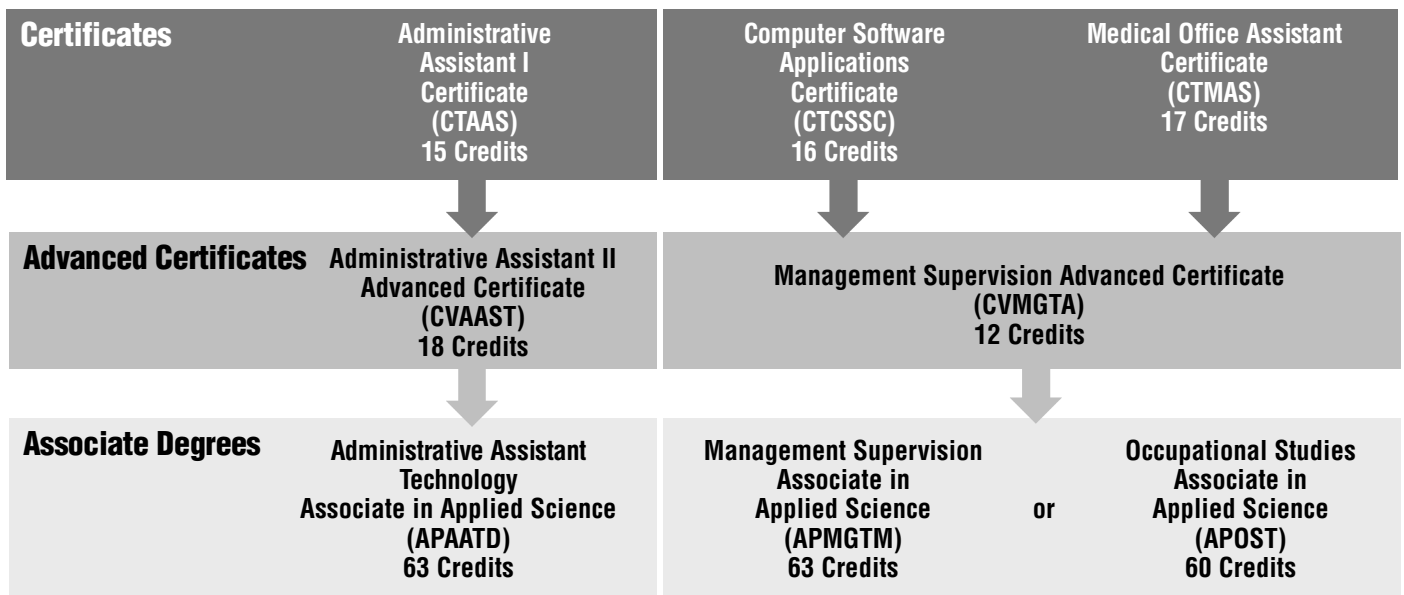 Certificates
Administrative
Assistant I
Certificate
(CTAAS)
15 Credits
Computer Software
Applications
Certificate
(CTCSSC)
16 Credits
Medical Office Assistant
Certificate
(CTMAS)
17 Credits
Advanced Certificates
Administrative Assistant II
Advanced Certificate
(CVAAST)
18 Credits
Management Supervision Advanced Certificate
(CVMGTA)
12 Credits
Associate Degrees
Administrative Assistant
Technology
Associate in Applied Science
(APAATD)
63 Credits
Management Supervision
Associate in
Applied Science
(APMGTM)
63 Credits
or
Occupational Studies
Associate in
Applied Science
(APOST)
60 Credits